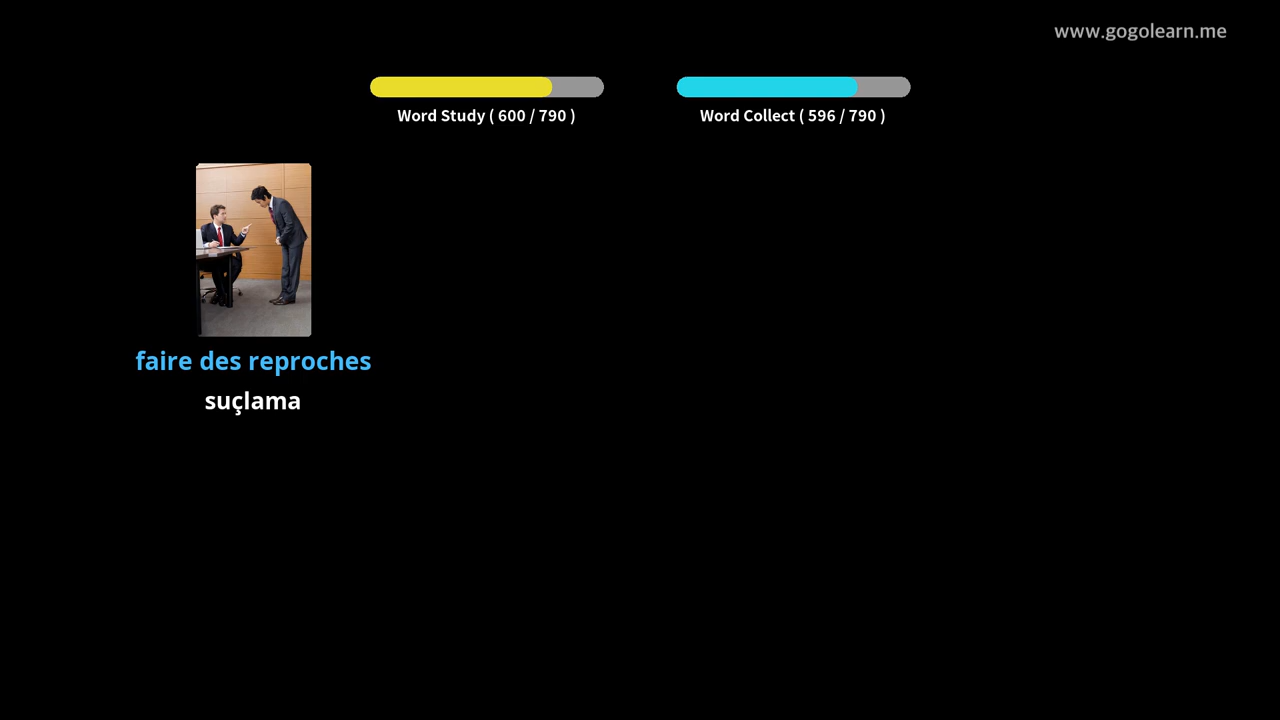 www.gogolearn.me
Word Study ( 600 / 790 )
Word Collect ( 596 / 790 )
faire des reproches
suçlama